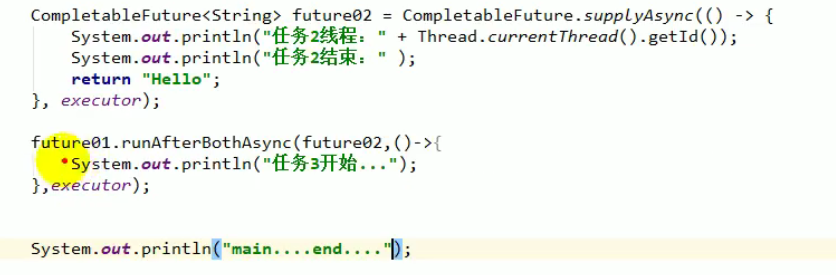 CompletableFuture<String> future02 = CompletableFuture.supplyAsync(() -> {
System.out.println("任务2线程：" + Thread.currentThread().getId());
System.out.println("任务2结束：" );
return "Hello";
}, executor);
future01.runAfterBothAsync(future02,()->{
System.out.println("任务3开始...");
},executor);
System.out.println("main....end....");